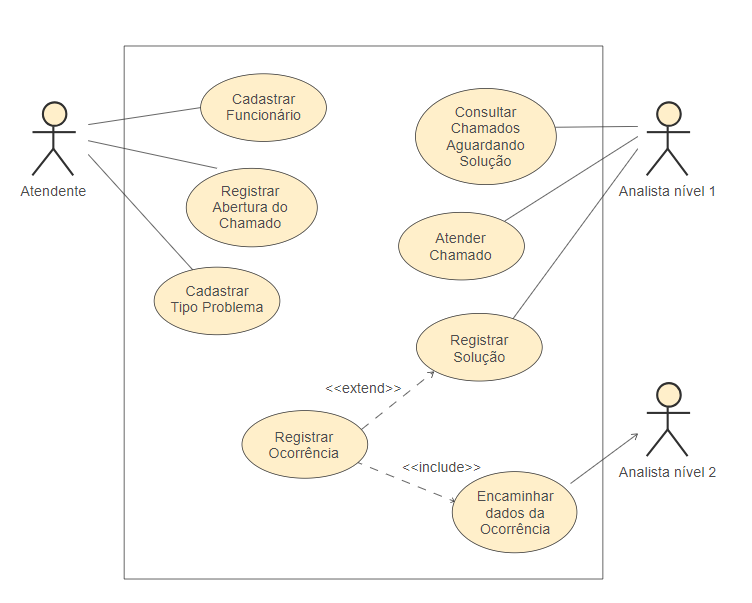 Cadastrar
Funcionário
Consultar
Chamados
Aguardando
Solução
Atendente
Analista nível 1
Registrar
Abertura do
Chamado
Atender
Chamado
Cadastrar
Tipo Problema
Registrar
Solução
<<extend>>
Registrar
Ocorrência
<<include>>
Analista nível 2
Encaminhar
dados da
Ocorrência